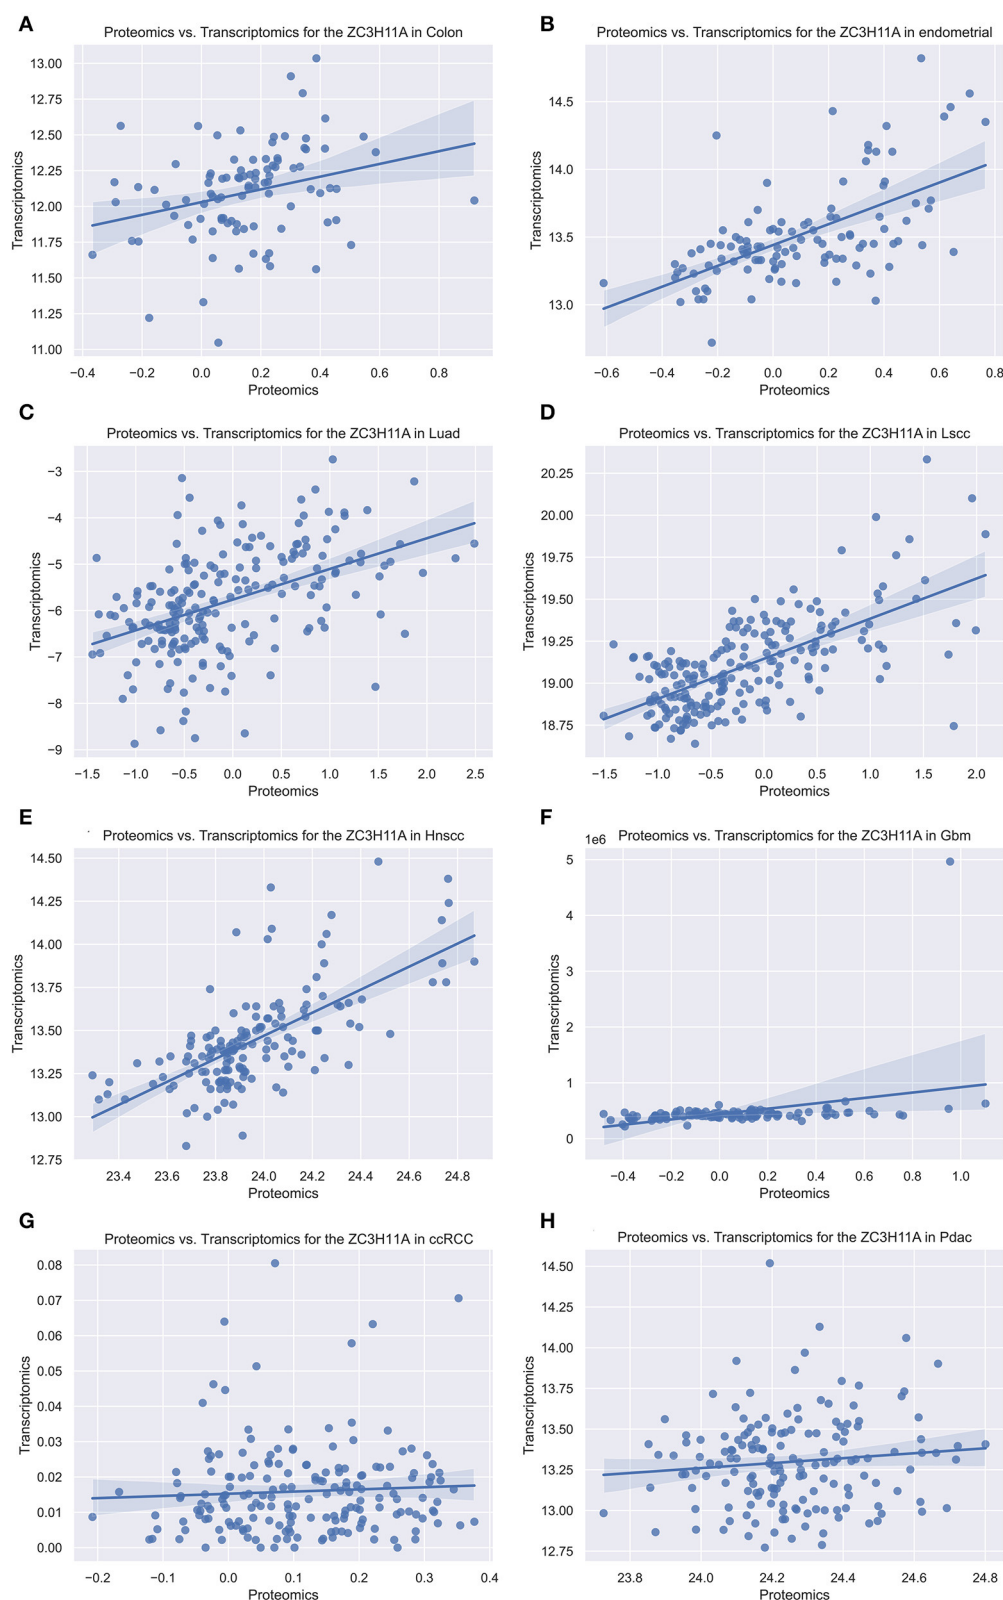 A
Proteomics vs. Transcriptomics for the ZC3H11A in Colon
13.00
12.75
12.50
12.25
12.00
11.75
11.50
11.25
11.00
Transcriptomics
−0.4 −0.2 0.0 0.2 0.4 0.6 0.8
Proteomics
B
Proteomics vs. Transcriptomics for the ZC3H11A in endometrial
14.5
14.0
13.5
13.0
Transcriptomics
−0.6 −0.4 −0.2 0.0 0.2 0.4 0.6 0.8
Proteomics
C
Proteomics vs. Transcriptomics for the ZC3H11A in Luad
−3
−4
−5
−6
−7
−8
−9
Transcriptomics
−1.5 −1.0 −0.5 0.0 0.5 1.0 1.5 2.0 2.5
Proteomics
D
Proteomics vs. Transcriptomics for the ZC3H11A in Lscc
20.25
20.00
19.75
19.50
19.25
19.00
18.75
Transcriptomics
−1.5 −1.0 −0.5 0.0 0.5 1.0 1.5 2.0
Proteomics
E
Proteomics vs. Transcriptomics for the ZC3H11A in Hnscc
14.50
14.25
14.00
13.75
13.50
13.25
13.00
12.75
Transcriptomics
23.4 23.6 23.8 24.0 24.2 24.4 24.6 24.8
Proteomics
F
1e6 Proteomics vs. Transcriptomics for the ZC3H11A in Gbm
5
4
3
2
1
0
Transcriptomics
−0.4 −0.2 0.0 0.2 0.4 0.6 0.8 1.0
Proteomics
G
Proteomics vs. Transcriptomics for the ZC3H11A in ccRCC
0.08
0.07
0.06
0.05
0.04
0.03
0.02
0.01
0.00
Transcriptomics
−0.2 −0.1 0.0 0.1 0.2 0.3 0.4
Proteomics
H
Proteomics vs. Transcriptomics for the ZC3H11A in Pdac
14.50
14.25
14.00
13.75
13.50
13.25
13.00
12.75
Transcriptomics
23.8 24.0 24.2 24.4 24.6 24.8
Proteomics